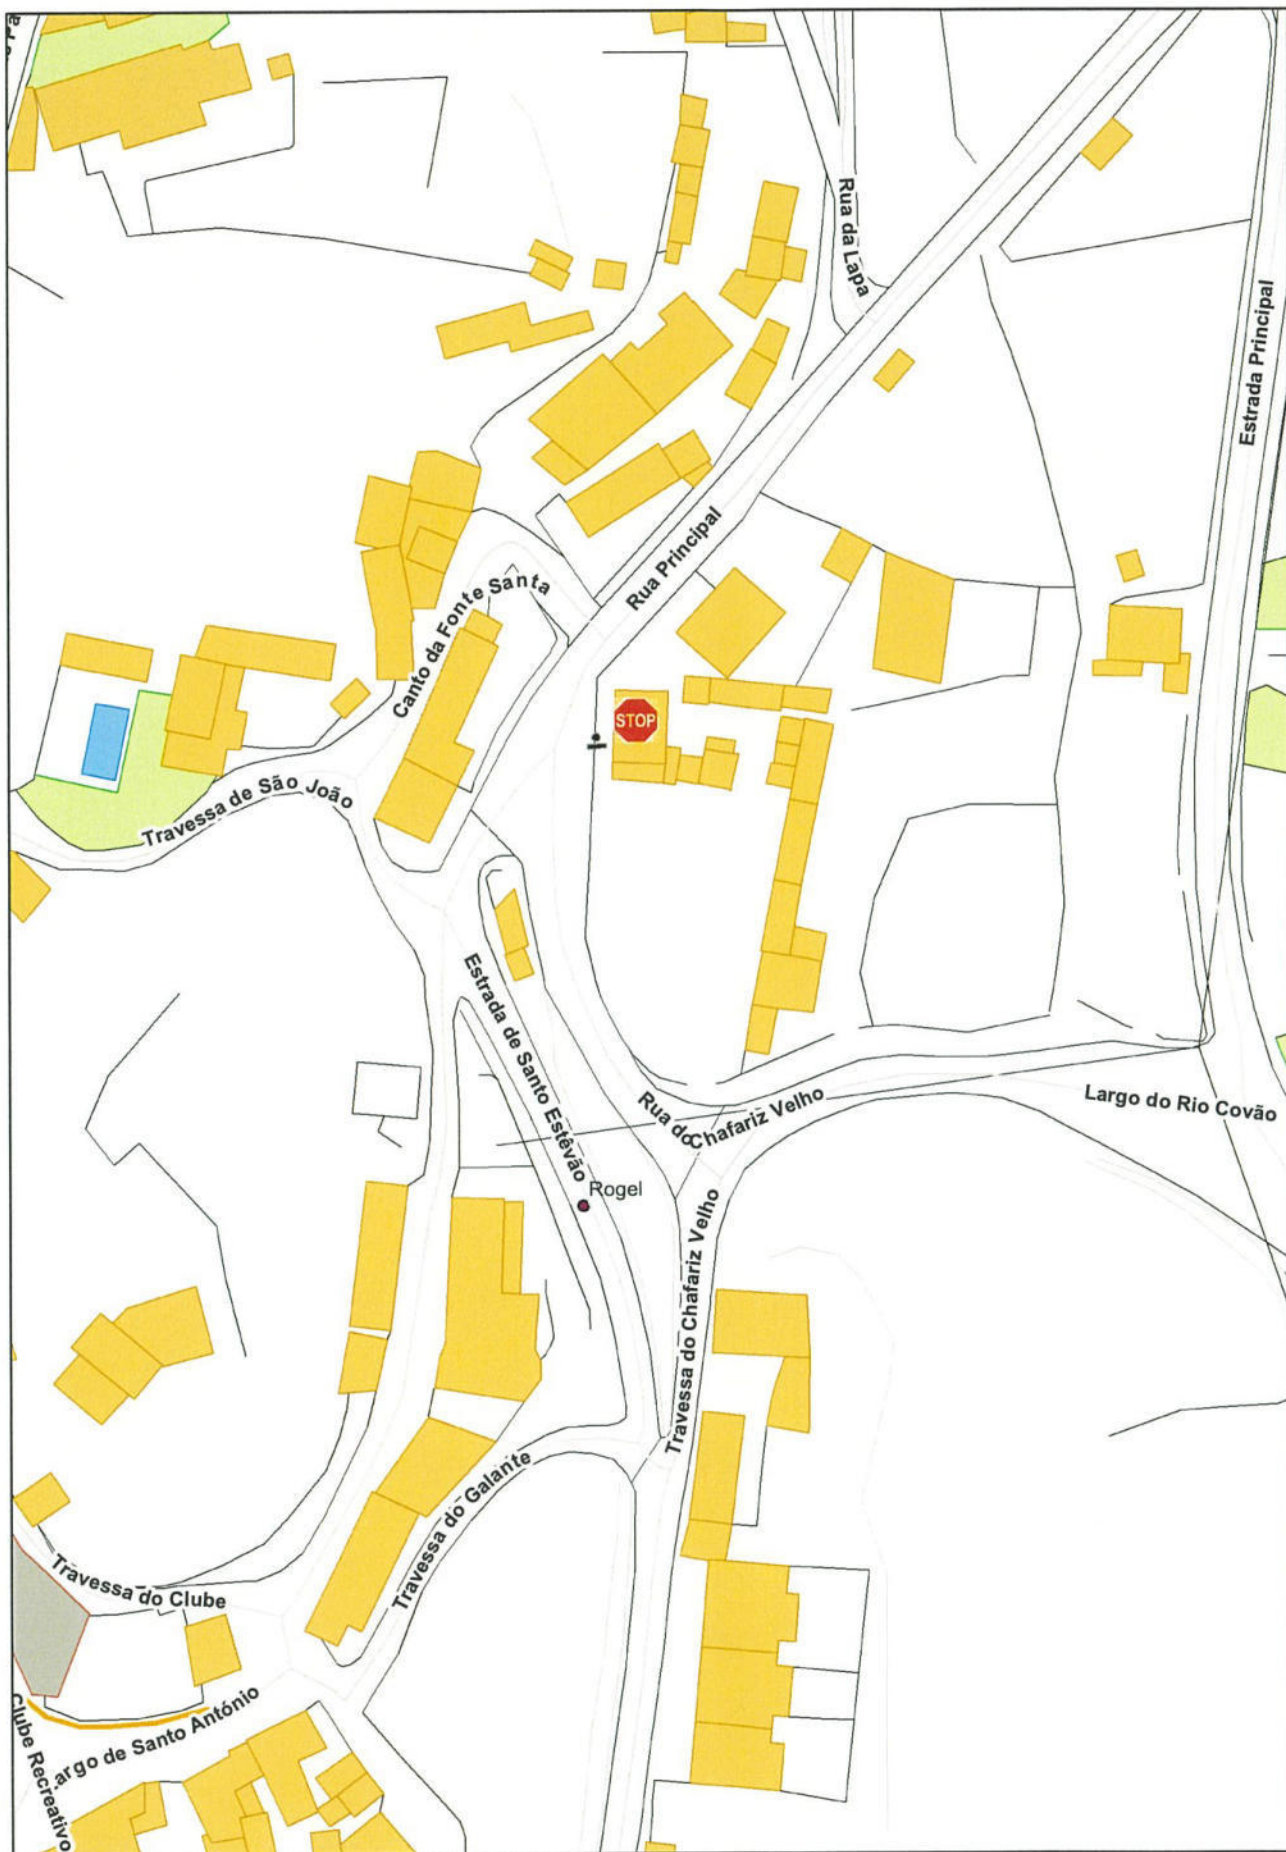 Rua da Lapa
Estrada Principal
Rua Principal
Canto da Fonte Santa
STOP
Travessa de São João
Estrada de Santo Estêvão
Rua do Chafariz Velho
Largo do Rio Covão
Rogel
Travessa do Chafariz Velho
Travessa do Galante
Travessa do Clube
argo de Santo António
Clube Recreativo